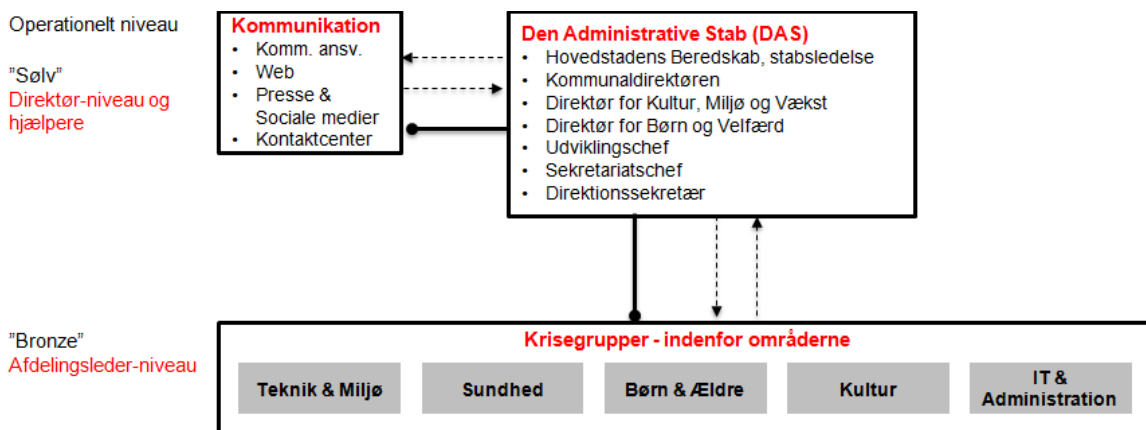 Operationelt niveau
"Sølv"
Direktør-niveau og
hjælpere
Kommunikation
• Komm. ansv.
• Web
• Presse &
Sociale medier
• Kontaktcenter
Den Administrative Stab (DAS)
• Hovedstadens Beredskab, stabsledelse
• Kommunaldirektøren
• Direktør for Kultur, Miljø og Vækst
• Direktør for Børn og Velfærd
• Udviklingschef
• Sekretariatschef
• Direktionssekretær
"Bronze"
Afdelingsleder-niveau
Krisegrupper - indenfor områderne
Teknik & Miljø
Sundhed
Børn & Ældre
Kultur
IT &
Administration